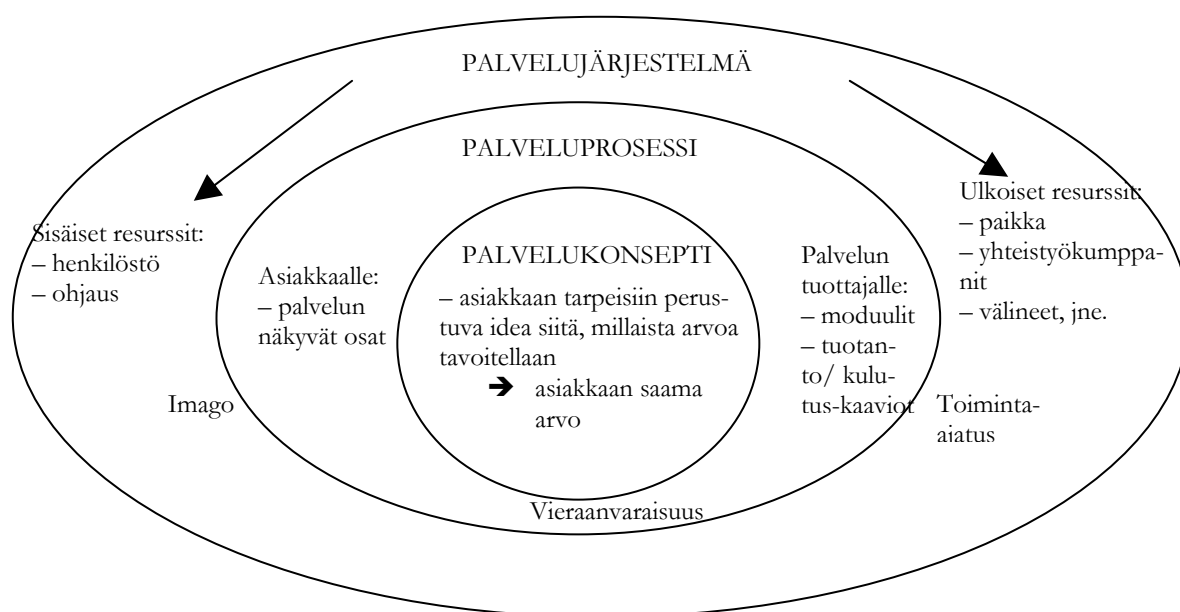 PALVELUJÄRJESTELMÄ
PALVELUPROSESSI
Sisäiset resurssit:
– henkilöstö
– ohjaus
Asiakkaalle:
– palvelun
näkyvät osat
PALVELUKONSEPTI
– asiakkaan tarpeisiin perus-
tuva idea siitä, millaista arvoa
tavoitellaan
➔ asiakkaan saama
arvo
Palvelun
tuottajalle:
– moduulit
– tuotan-
to/ kulu-
tus-kaaviot
Ulkoiset resurssit:
– paikka
– yhteistyökumppa-
nit
– välineet, jne.
Imago
Toiminta-
ajatus
Vieraanvaraisuus